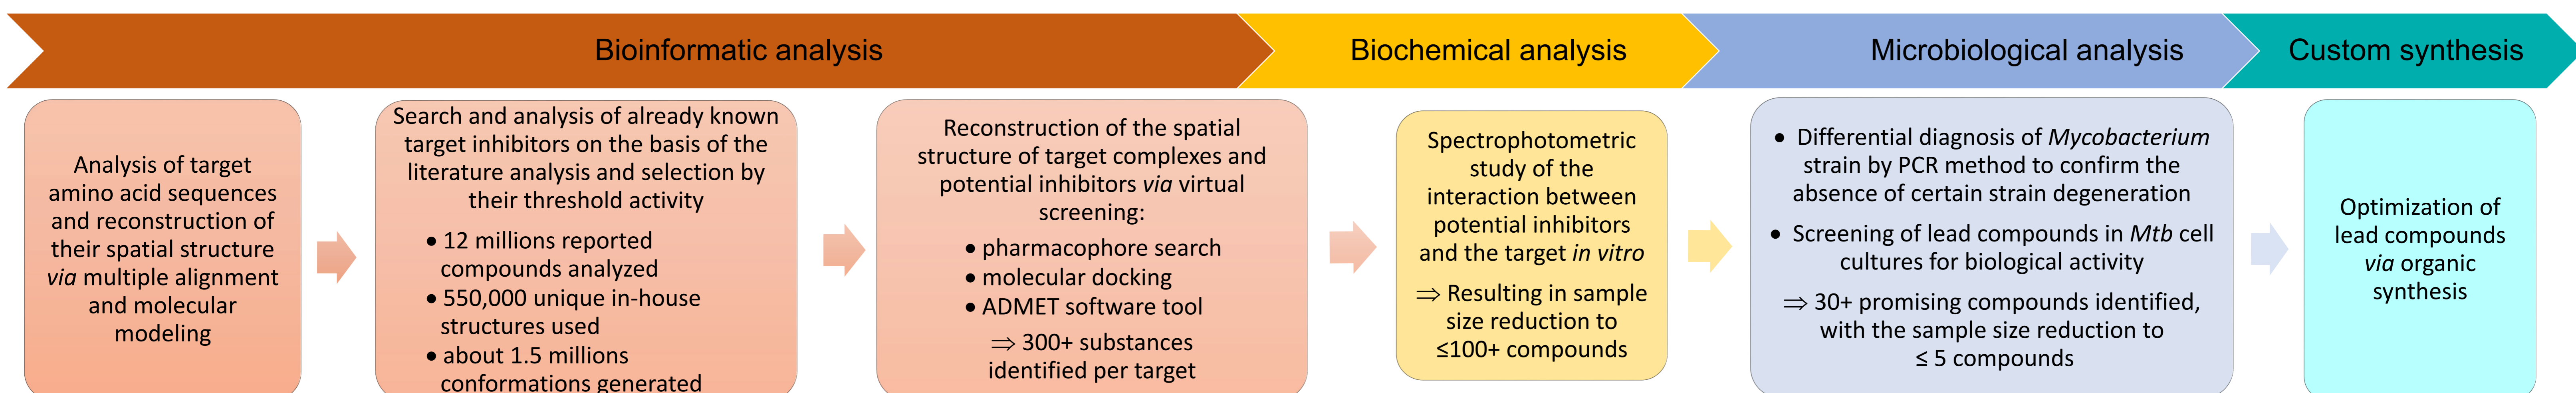 Bioinformatic analysis
Biochemical analysis
Microbiological analysis
Custom synthesis
Analysis of target
amino acid sequences
and reconstruction of
their spatial structure
via multiple alignment
and molecular
modeling
Search and analysis of already known
target inhibitors on the basis of the
literature analysis and selection by
their threshold activity
• 12 millions reported
compounds analyzed
• 550,000 unique in-house
structures used
• about 1.5 millions
conformations generated
Reconstruction of the spatial
structure of target complexes and
potential inhibitors via virtual
screening:
• pharmacophore search
• molecular docking
• ADMET software tool
⇒ 300+ substances
identified per target
Spectrophotometric
study of the
interaction between
potential inhibitors
and the target in vitro
⇒ Resulting in sample
size reduction to
≤100+ compounds
• Differential diagnosis of Mycobacterium
strain by PCR method to confirm the
absence of certain strain degeneration
• Screening of lead compounds in Mtb cell
cultures for biological activity
⇒ 30+ promising compounds identified,
with the sample size reduction to
≤ 5 compounds
Optimization of
lead compounds
via organic
synthesis